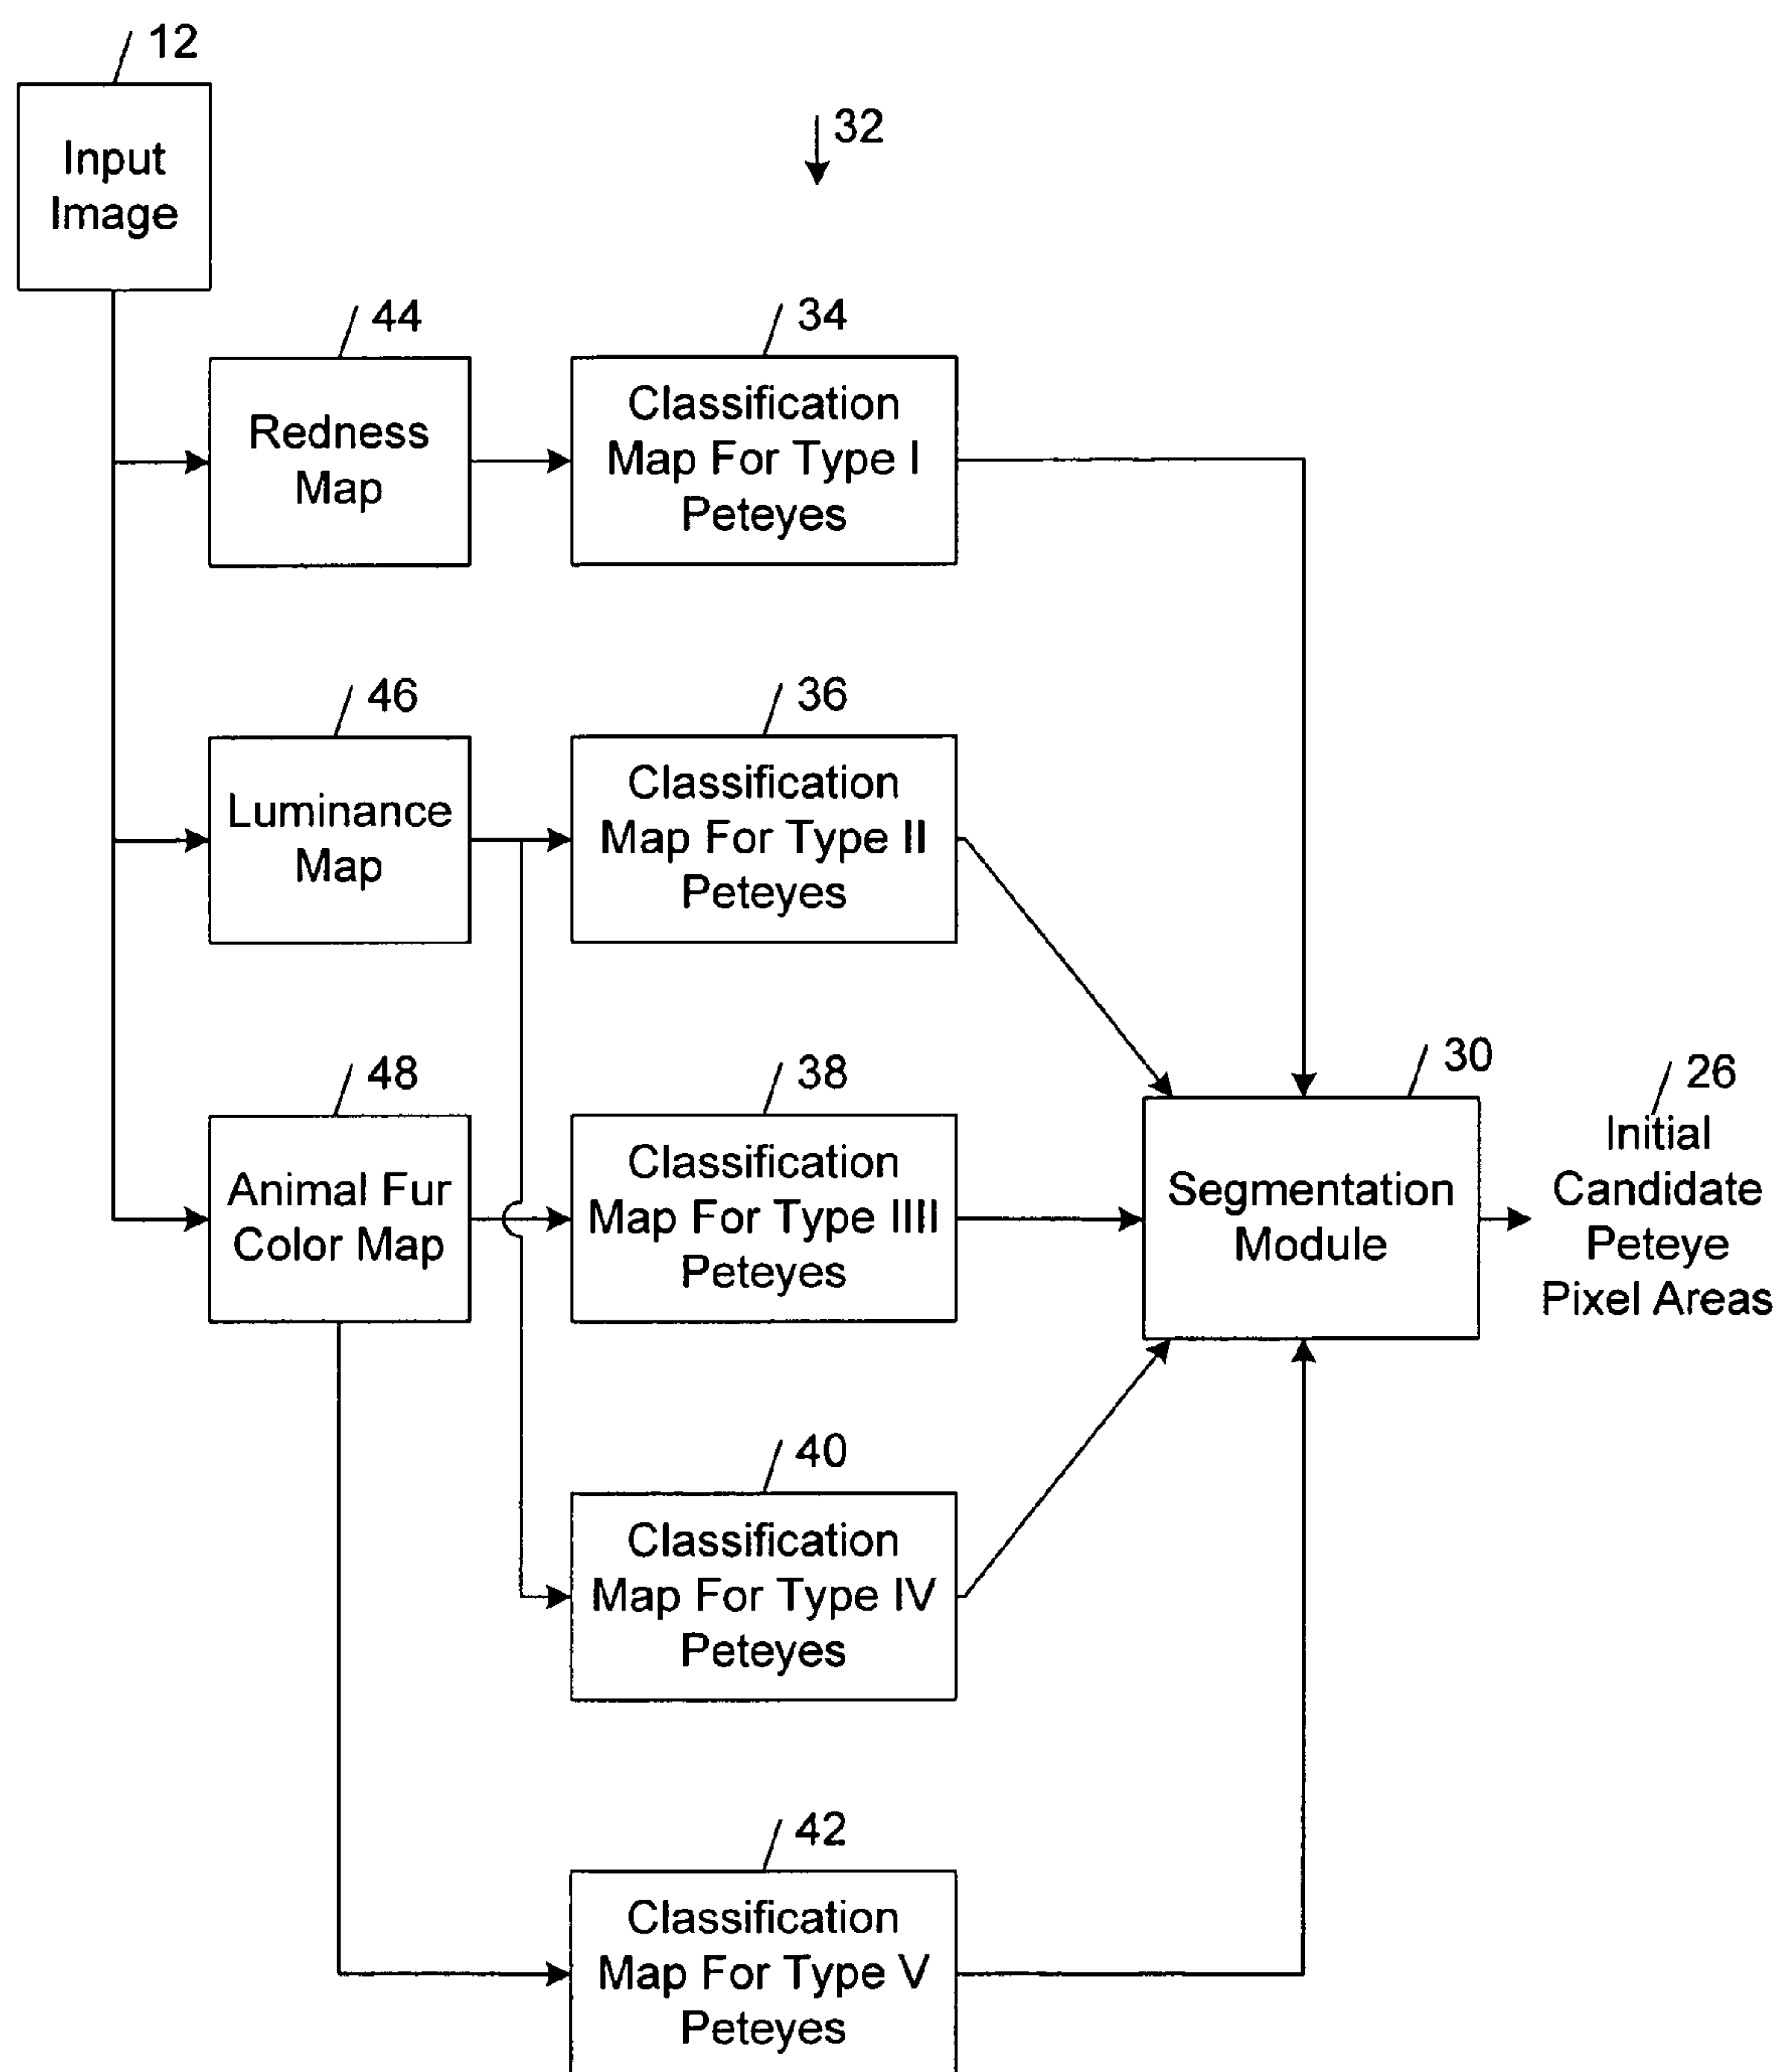 12
Input
Image
32
44
Redness
Map
34
Classification
Map For Type I
Peteyes
46
Luminance
Map
36
Classification
Map For Type II
Peteyes
48
Animal Fur
Color Map
38
Classification
Map For Type IIII
Peteyes
30
Segmentation
Module
26
Initial
Candidate
Peteye
Pixel Areas
40
Classification
Map For Type IV
Peteyes
42
Classification
Map For Type V
Peteyes